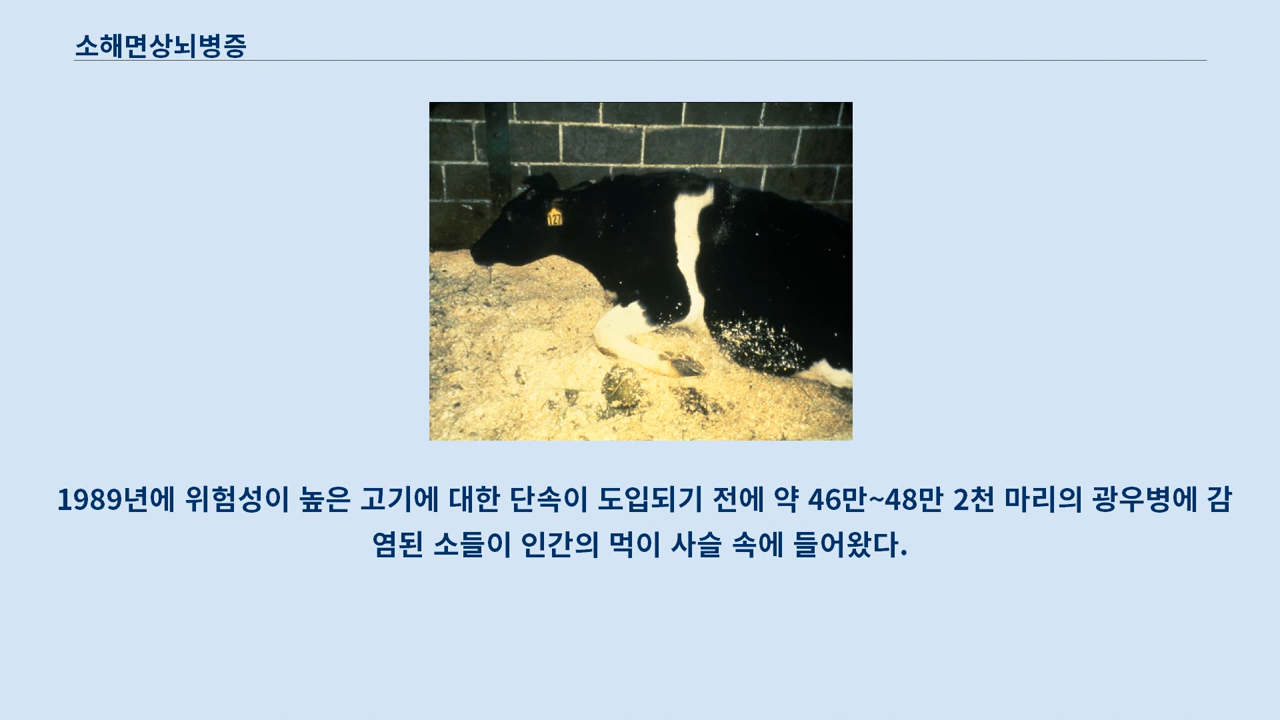 소해면상뇌병증
127
1989년에 위험성이 높은 고기에 대한 단속이 도입되기 전에 약 46만~48만 2천 마리의 광우병에 감
염된 소들이 인간의 먹이 사슬 속에 들어왔다.